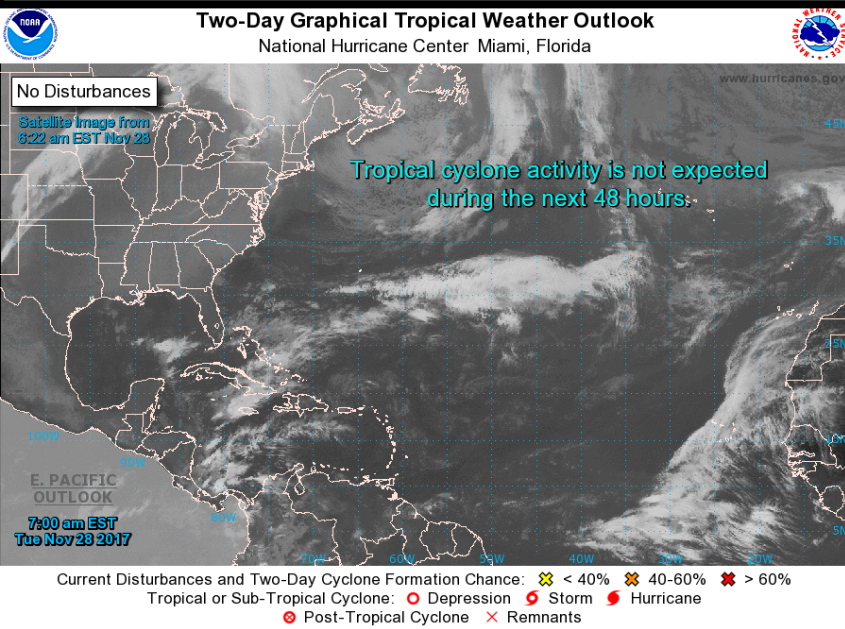 Two-Day Graphical Tropical Weather Outlook
National Hurricane Center Miami, Florida
NOAA
www.hurricanes.gov
No Disturbances
Satellite Image from
6:22 am EST Nov 28
45N
Tropical cyclone activity is not expected
during the next 48 hours.
35N
25N
15N
100W
90W
E. PACIFIC
OUTLOOK
80W
7:00 am EST
Tue Nov 28 2017
5N
70W 60W 50W 40W 30W 20W
Current Disturbances and Two-Day Cyclone Formation Chance: < 40% 40-60% > 60%
Tropical or Sub-Tropical Cyclone: Depression Storm Hurricane
Post-Tropical Cyclone Remnants